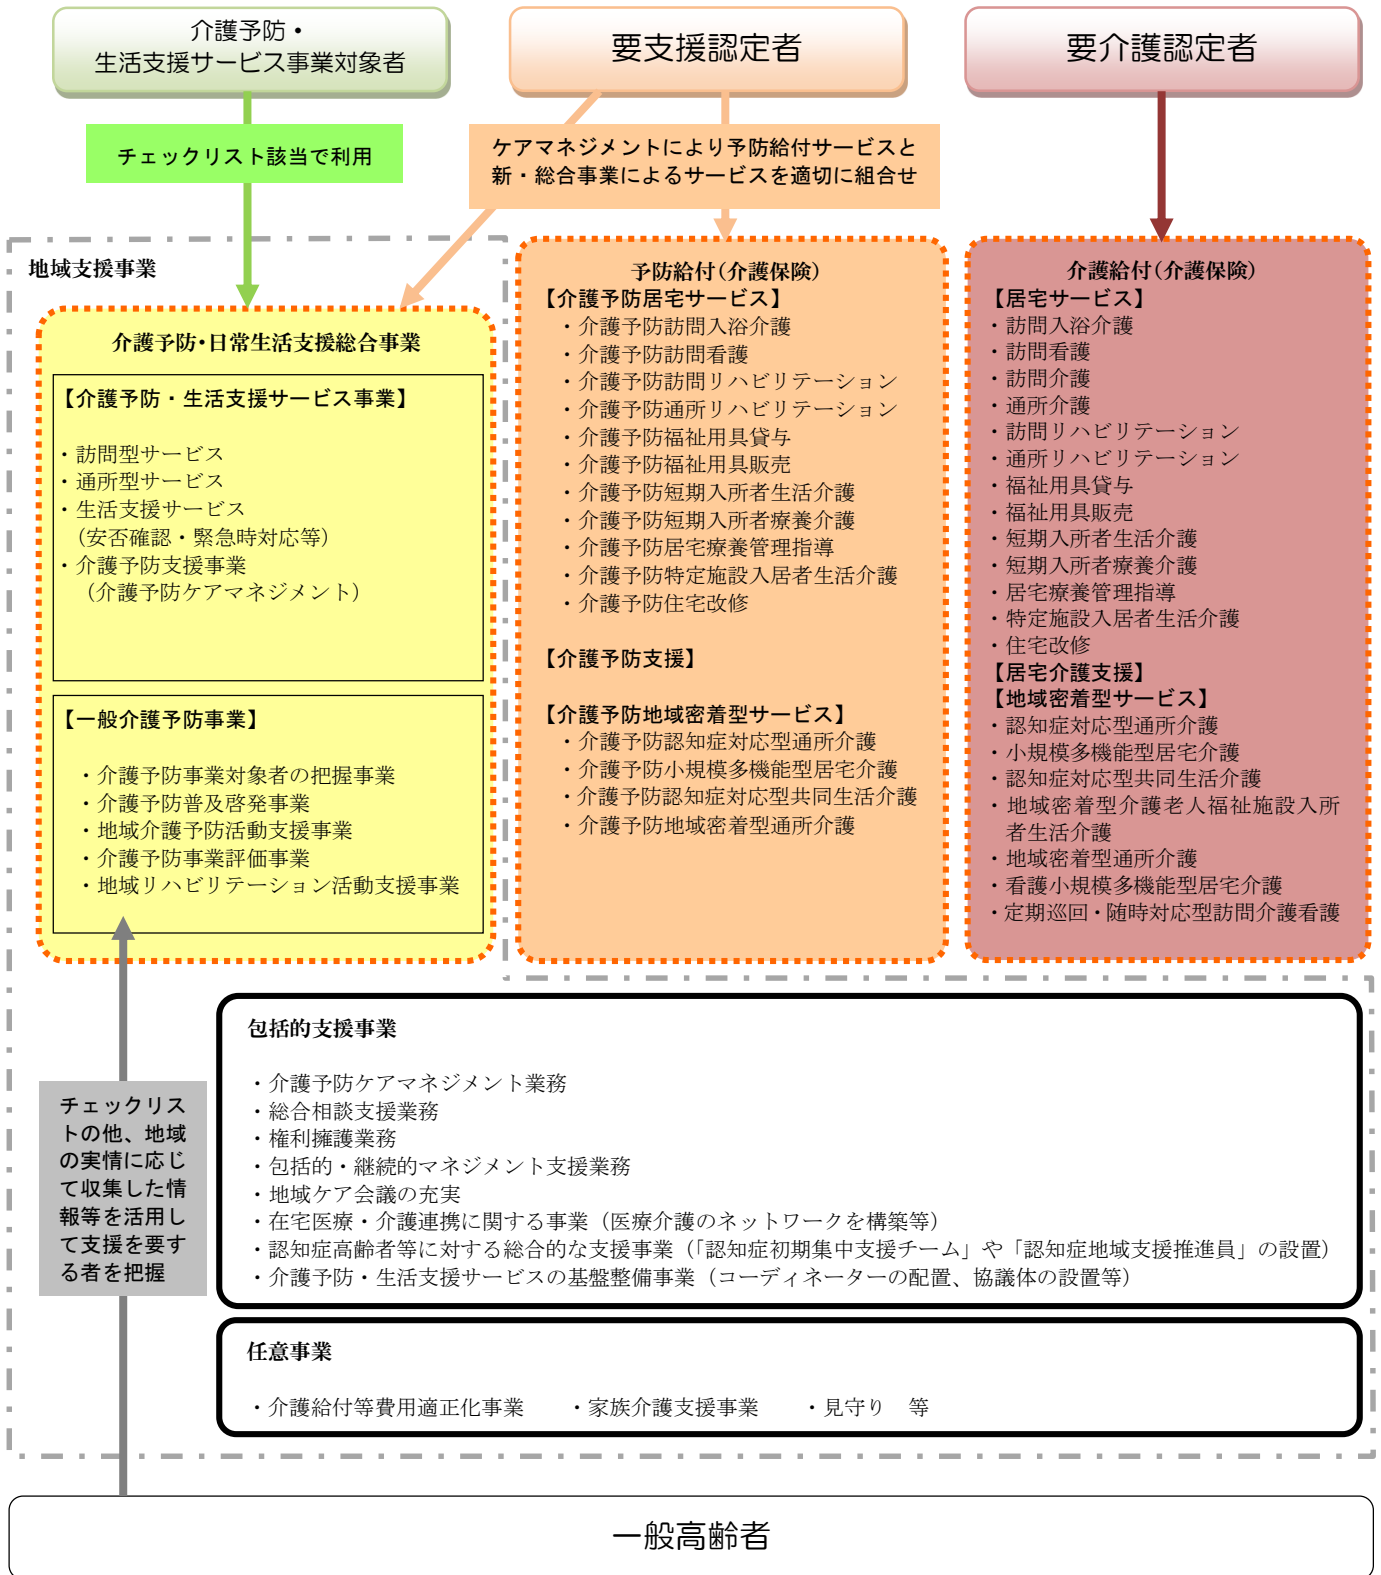 介護予防・
生活支援サービス事業対象者
要支援認定者
要介護認定者
チェックリスト該当で利用
ケアマネジメントにより予防給付サービスと
新・総合事業によるサービスを適切に組合せ
地域支援事業
介護予防・日常生活支援総合事業
【介護予防・生活支援サービス事業】
・訪問型サービス
・通所型サービス
・生活支援サービス
（安否確認・緊急時対応等）
・介護予防支援事業
（介護予防ケアマネジメント）
【一般介護予防事業】
・介護予防事業対象者の把握事業
・介護予防普及啓発事業
・地域介護予防活動支援事業
・介護予防事業評価事業
・地域リハビリテーション活動支援事業
予防給付（介護保険）
【介護予防居宅サービス】
・介護予防訪問入浴介護
・介護予防訪問看護
・介護予防訪問リハビリテーション
・介護予防通所リハビリテーション
・介護予防福祉用具貸与
・介護予防福祉用具販売
・介護予防短期入所者生活介護
・介護予防短期入所者療養介護
・介護予防居宅療養管理指導
・介護予防特定施設入居者生活介護
・介護予防住宅改修
【介護予防支援】
【介護予防地域密着型サービス】
・介護予防認知症対応型通所介護
・介護予防小規模多機能型居宅介護
・介護予防認知症対応型共同生活介護
・介護予防地域密着型通所介護
介護給付（介護保険）
【居宅サービス】
・訪問入浴介護
・訪問看護
・訪問介護
・通所介護
・訪問リハビリテーション
・通所リハビリテーション
・福祉用具貸与
・福祉用具販売
・短期入所者生活介護
・短期入所者療養介護
・居宅療養管理指導
・特定施設入居者生活介護
・住宅改修
【居宅介護支援】
【地域密着型サービス】
・認知症対応型通所介護
・小規模多機能型居宅介護
・認知症対応型共同生活介護
・地域密着型介護老人福祉施設入所
者生活介護
・地域密着型通所介護
・看護小規模多機能型居宅介護
・定期巡回・随時対応型訪問介護看護
包括的支援事業
・介護予防ケアマネジメント業務
・総合相談支援業務
・権利擁護業務
・包括的・継続的マネジメント支援業務
・地域ケア会議の充実
・在宅医療・介護連携に関する事業（医療介護のネットワークを構築等）
・認知症高齢者等に対する総合的な支援事業（「認知症初期集中支援チーム」や「認知症地域支援推進員」の設置）
・介護予防・生活支援サービスの基盤整備事業（コーディネーターの配置、協議体の設置等）
チェックリス
トの他、地域
の実情に応じ
て収集した情
報等を活用し
て支援を要す
る者を把握
任意事業
・介護給付等費用適正化事業　・家族介護支援事業　・見守り　等
一般高齢者